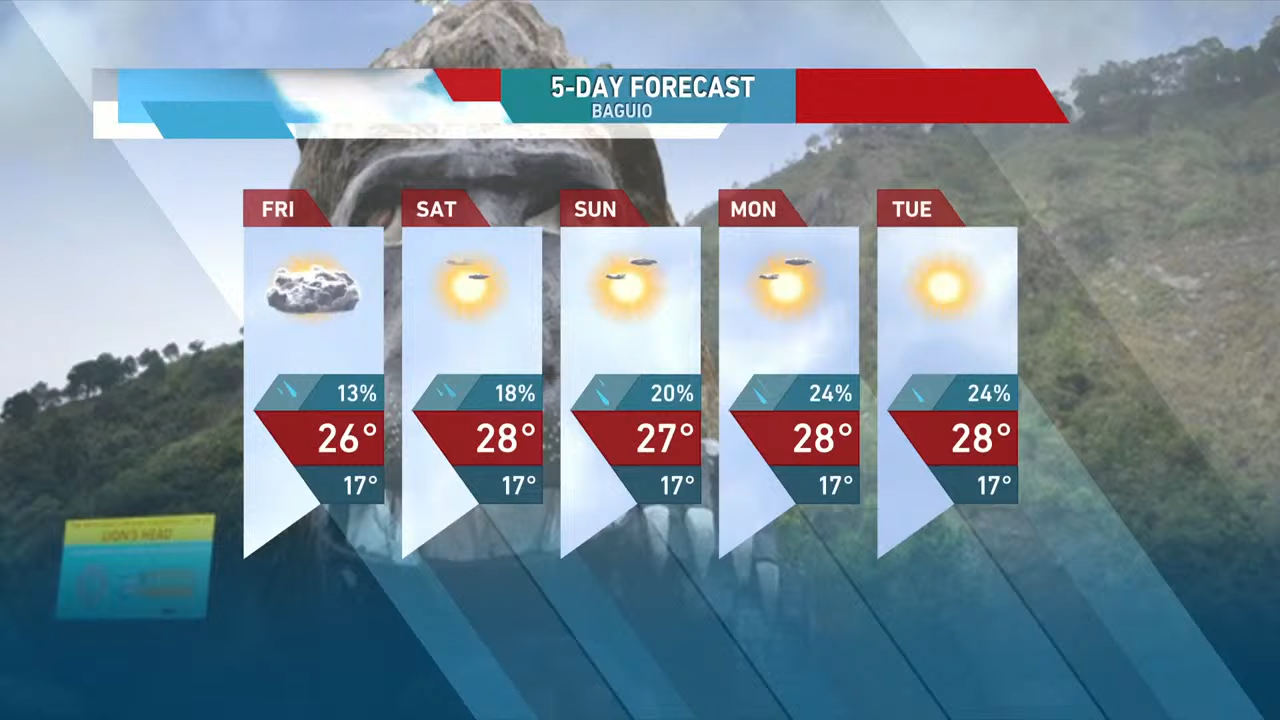 5-DAY FORECAST
BAGUIO
FRI SAT SUN MON TUE
13% 18% 20% 24% 24%
26° 28° 27° 28° 28°
17° 17° 17° 17° 17°
LION'S HEAD